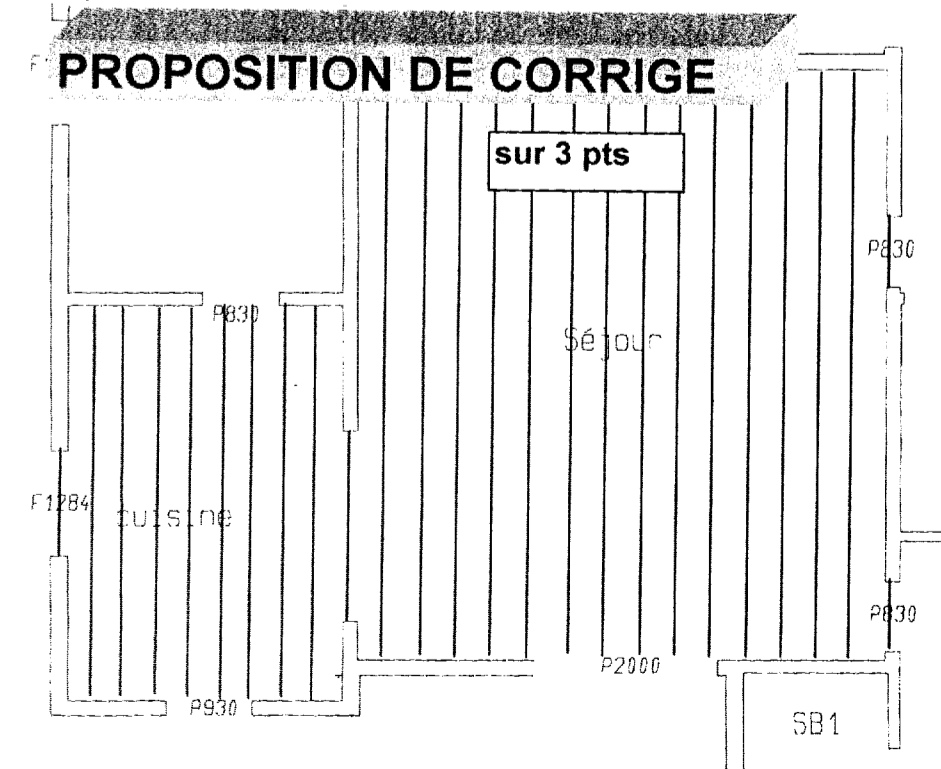 PROPOSITION DE CORRIGE
sur 3 pts
P830
P830
Séjour
F1284
cuisine
P830
P2000
P930
SB1